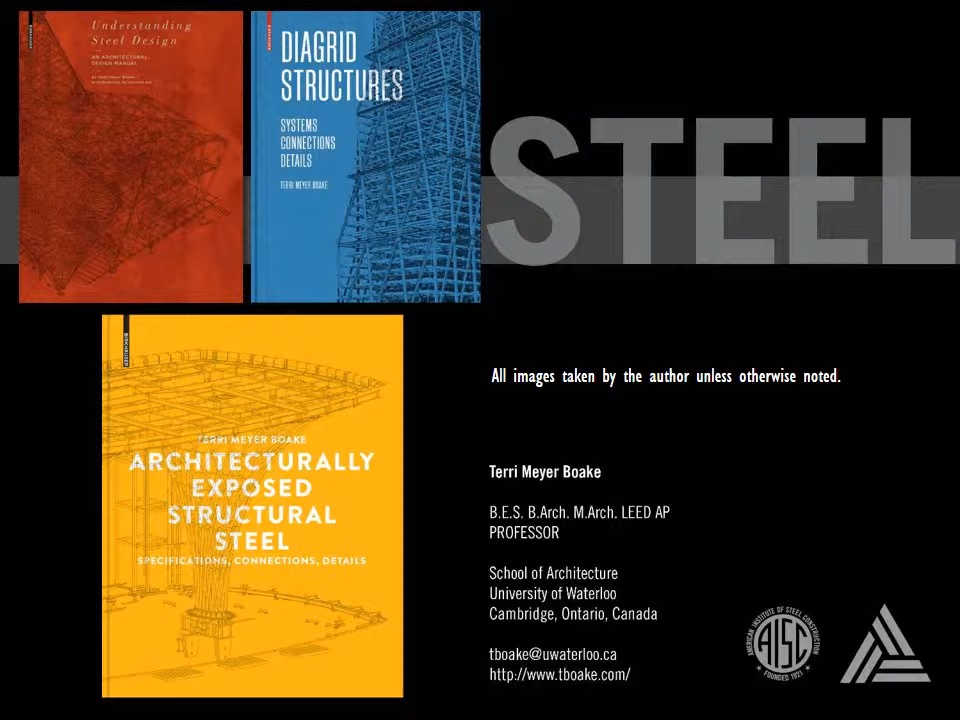 Understanding
Steel Design
AN ARCHITECTURAL
DESIGN MANUAL
DIAGRID
STRUCTURES
SYSTEMS
CONNECTIONS
DETAILS
TERRI MEYER BOAKE
STEEL
BIRKHÄUSER
TERRI MEYER BOAKE
ARCHITECTURALLY
EXPOSED
STRUCTURAL
STEEL
SPECIFICATIONS, CONNECTIONS, DETAILS
All images taken by the author unless otherwise noted.
Terri Meyer Boake
B.E.S. B.Arch. M.Arch. LEED AP
PROFESSOR
School of Architecture
University of Waterloo
Cambridge, Ontario, Canada
tboake@uwaterloo.ca
http://www.tboake.com/
AMERICAN INSTITUTE OF STEEL CONSTRUCTION
AISC
FOUNDED 1921